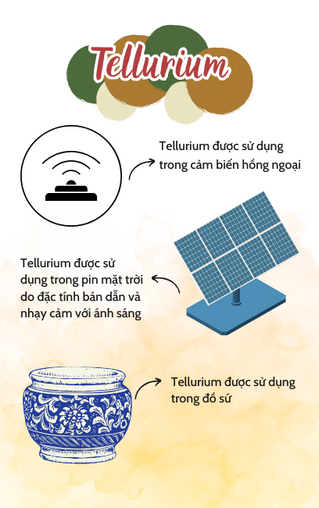 Tellurium
Tellurium được sử dụng
trong cảm biến hồng ngoại
Tellurium được sử
dụng trong pin mặt trời
do đặc tính bán dẫn và
nhạy cảm với ánh sáng
Tellurium được sử dụng
trong đồ sứ